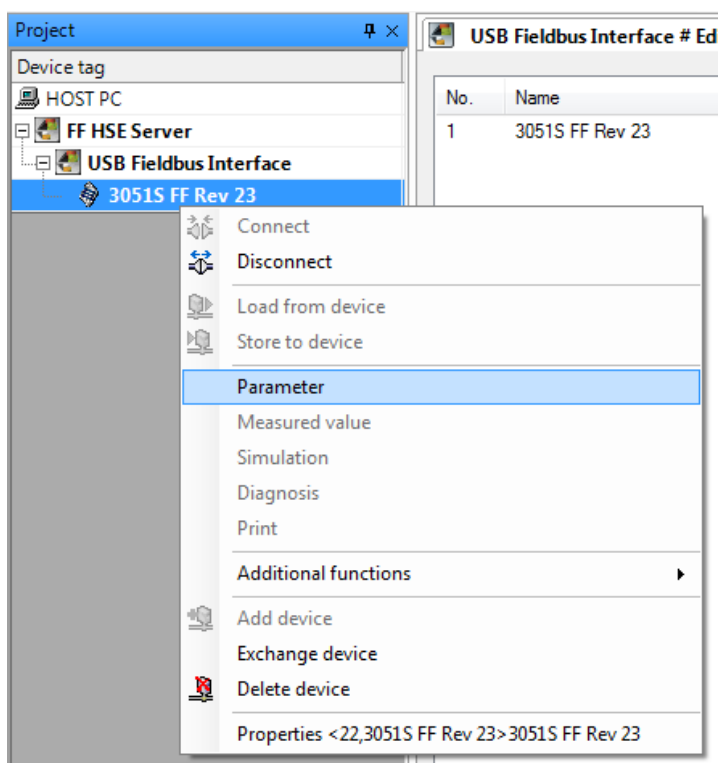 Project
USB Fieldbus Interface # Ed
Device tag
HOST PC
FF HSE Server
USB Fieldbus Interface
3051S FF Rev 23
No. Name
1 3051S FF Rev 23
Connect
Disconnect
Load from device
Store to device
Parameter
Measured value
Simulation
Diagnosis
Print
Additional functions
Add device
Exchange device
Delete device
Properties <22,3051S FF Rev 23>3051S FF Rev 23